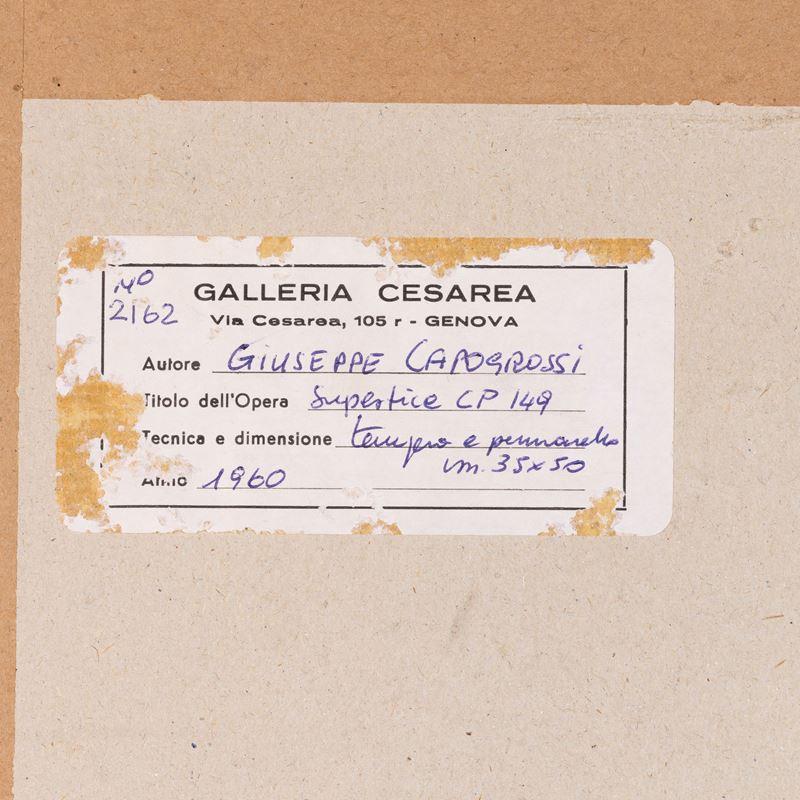 Nº
2162
GALLERIA CESAREA
Via Cesarea, 105 r - GENOVA
Autore GIUSEPPE CAPOGROSSI
Titolo dell'Opera Superfice CP 149
Tecnica e dimensione tempera e pennarello
cm. 35x50
Anno 1960